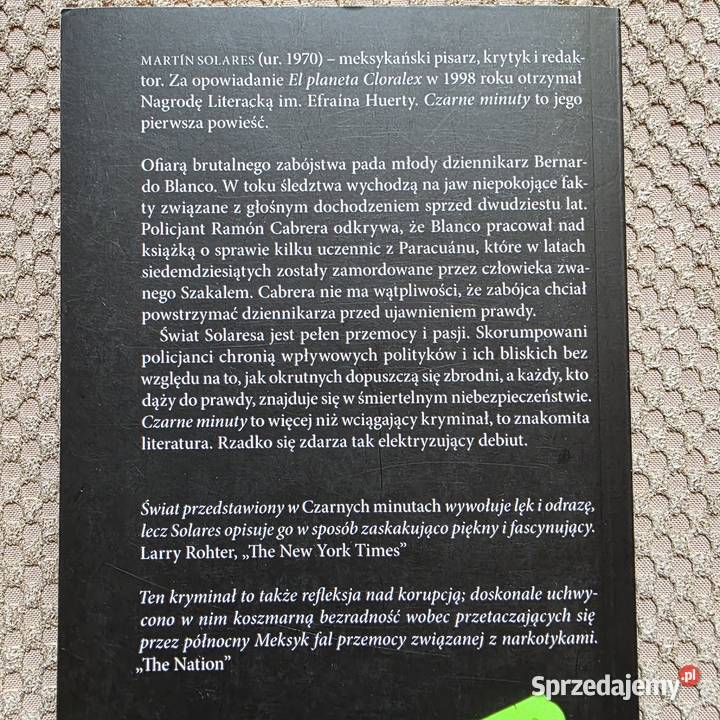 MARTÍN SOLARES (ur. 1970) – meksykański pisarz, krytyk i redak-
tor. Za opowiadanie El planeta Cloralex w 1998 roku otrzymał
Nagrodę Literacką im. Efraína Huerty. Czarne minuty to jego
pierwsza powieść.
Ofiarą brutalnego zabójstwa pada młody dziennikarz Bernar-
do Blanco. W toku śledztwa wychodzą na jaw niepokojące fak-
ty związane z głośnym dochodzeniem sprzed dwudziestu lat.
Policjant Ramón Cabrera odkrywa, że Blanco pracował nad
książką o sprawie kilku uczennic z Paracuánu, które w latach
siedemdziesiątych zostały zamordowane przez człowieka zwa-
nego Szakalem. Cabrera nie ma wątpliwości, że zabójca chciał
powstrzymać dziennikarza przed ujawnieniem prawdy.
Świat Solaresa jest pełen przemocy i pasji. Skorumpowani
policjanci chronią wpływowych polityków i ich bliskich bez
względu na to, jak okrutnych dopuszczą się zbrodni, a każdy, kto
dąży do prawdy, znajduje się w śmiertelnym niebezpieczeństwie.
Czarne minuty to więcej niż wciągający kryminał, to znakomita
literatura. Rzadko się zdarza tak elektryzujący debiut.
Świat przedstawiony w Czarnych minutach wywołuje lęk i odrazę,
lecz Solares opisuje go w sposób zaskakująco piękny i fascynujący.
Larry Rohter, „The New York Times”
Ten kryminał to także refleksja nad korupcją; doskonale uchwy-
cono w nim koszmarną bezradność wobec przetaczających się
przez północny Meksyk fal przemocy związanej z narkotykami.
„The Nation”
Sprzedajemy.pl